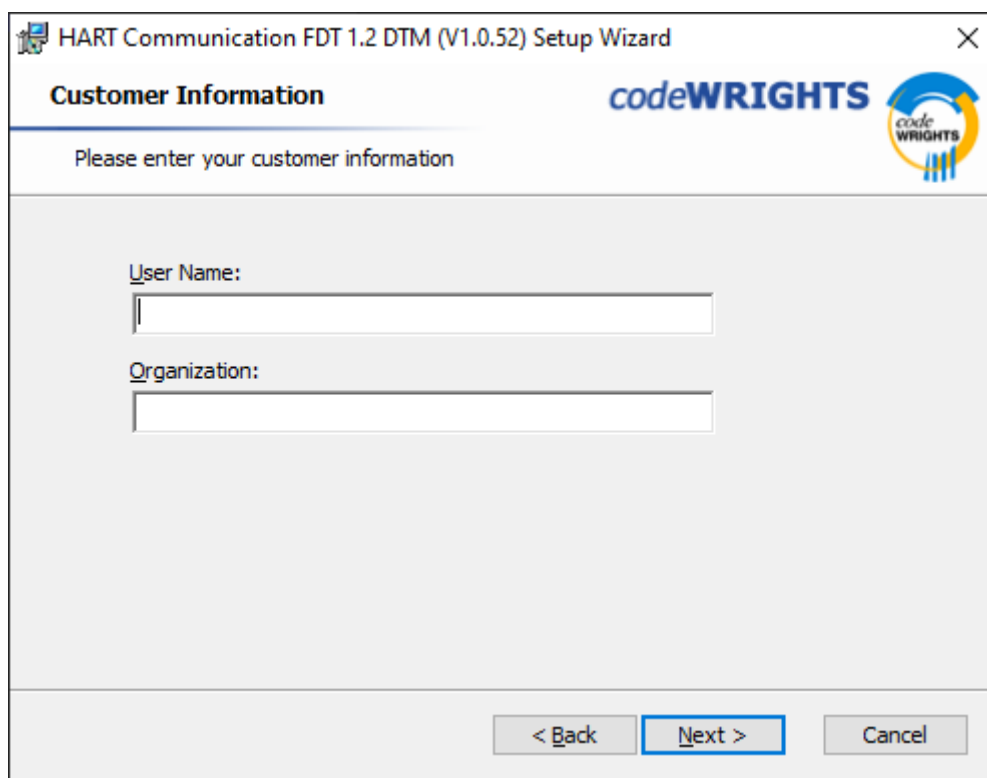 HART Communication FDT 1.2 DTM (V1.0.52) Setup Wizard
Customer Information
codeWRIGHTS
code
WRIGHTS
Please enter your customer information
User Name:
Organization:
< Back
Next >
Cancel